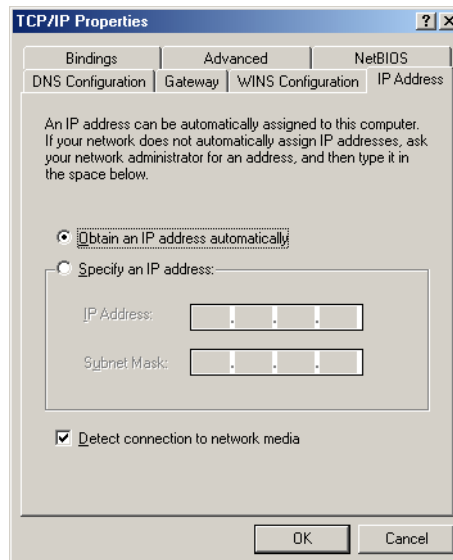 TCP/IP Properties
Bindings Advanced NetBIOS
DNS Configuration Gateway WINS Configuration IP Address
An IP address can be automatically assigned to this computer.
If your network does not automatically assign IP addresses, ask
your network administrator for an address, and then type it in
the space below.
Obtain an IP address automatically
Specify an IP address:
IP Address:
Subnet Mask:
Detect connection to network media
OK Cancel